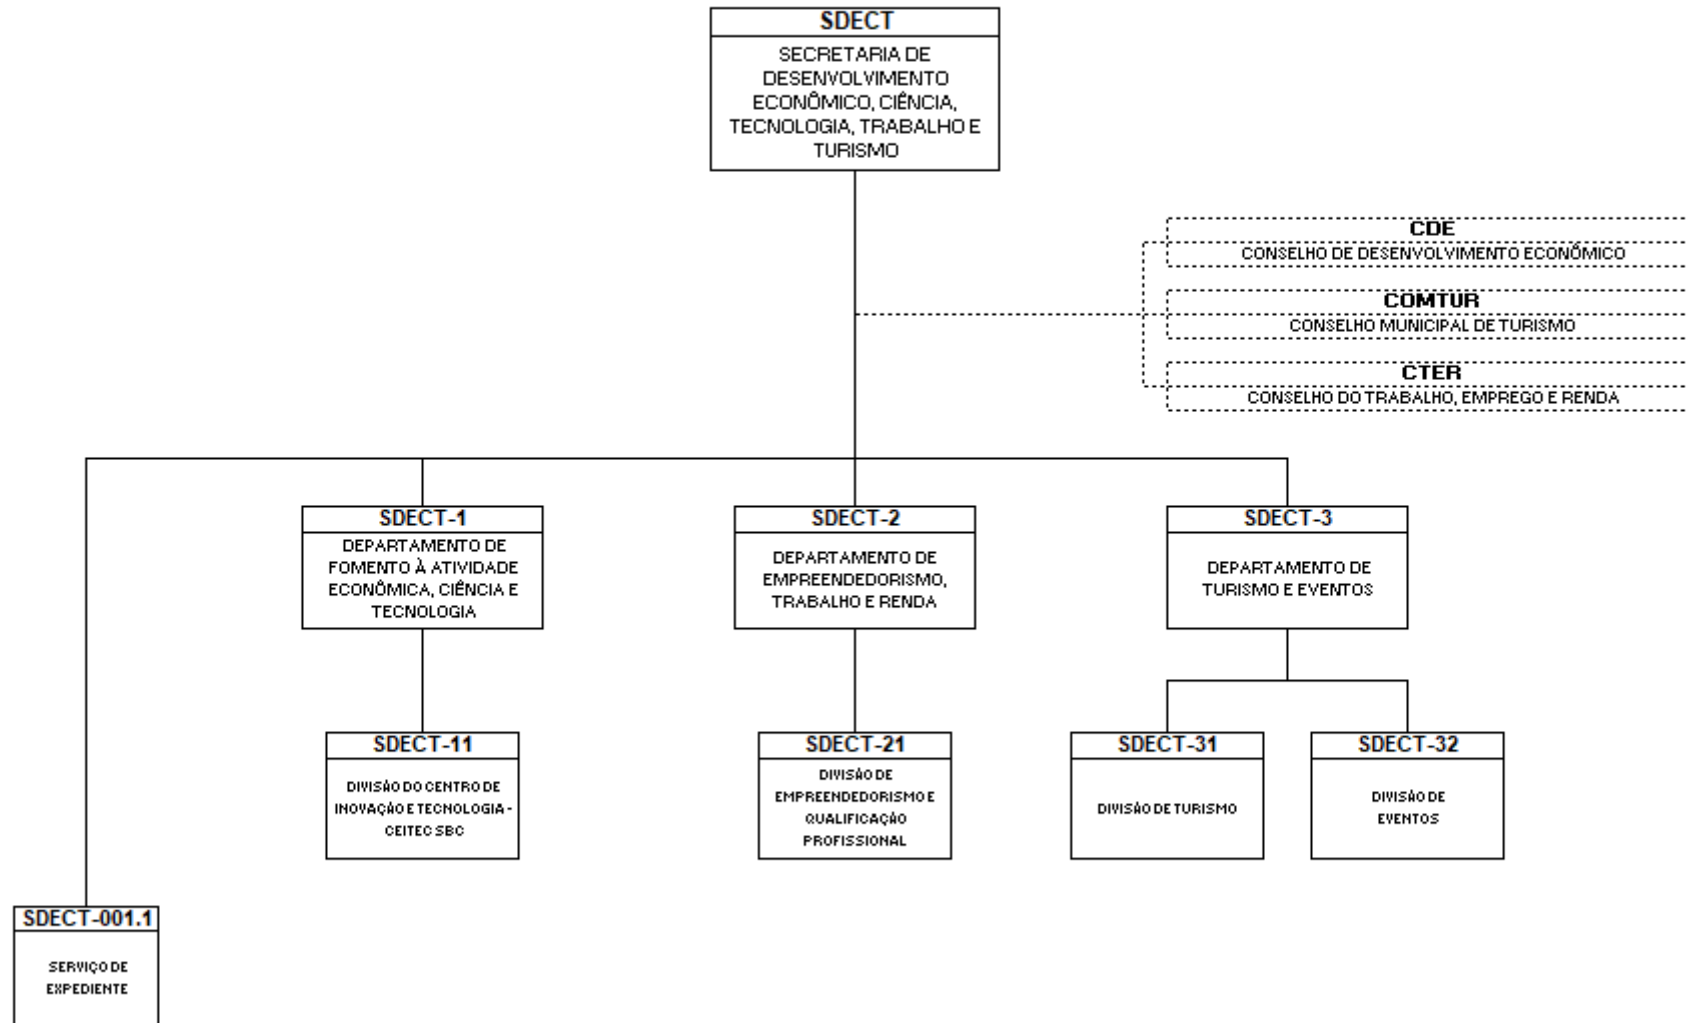 SDECT
SECRETARIA DE
DESENVOLVIMENTO
ECONÔMICO, CIÊNCIA,
TECNOLOGIA, TRABALHO E
TURISMO
CDE
CONSELHO DE DESENVOLVIMENTO ECONÔMICO
COMTUR
CONSELHO MUNICIPAL DE TURISMO
CTER
CONSELHO DO TRABALHO, EMPREGO E RENDA
SDECT-1
DEPARTAMENTO DE
FOMENTO À ATIVIDADE
ECONÔMICA, CIÊNCIA E
TECNOLOGIA
SDECT-2
DEPARTAMENTO DE
EMPREENDEDORISMO,
TRABALHO E RENDA
SDECT-3
DEPARTAMENTO DE
TURISMO E EVENTOS
SDECT-11
DIVISÃO DO CENTRO DE
INOVAÇÃO E TECNOLOGIA -
CEITEC SBC
SDECT-21
DIVISÃO DE
EMPREENDEDORISMO E
QUALIFICAÇÃO
PROFISSIONAL
SDECT-31
DIVISÃO DE TURISMO
SDECT-32
DIVISÃO DE
EVENTOS
SDECT-001.1
SERVIÇO DE
EXPEDIENTE